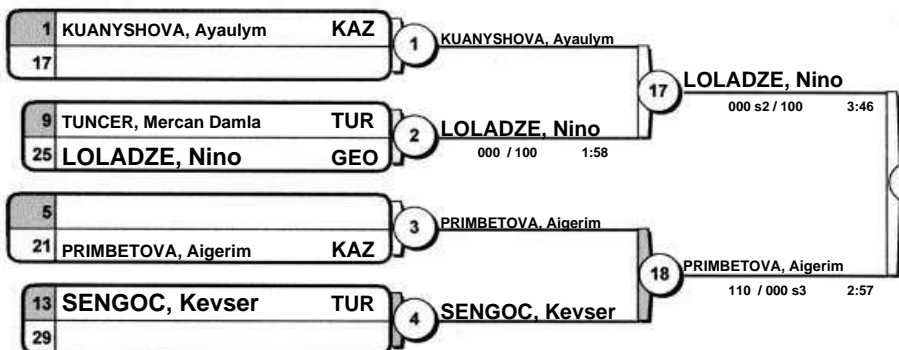 1 KUANYSHOVA, Ayaulym KAZ
17
1 KUANYSHOVA, Ayaulym
17 LOLADZE, Nino
000 s2 / 100 3:46
9 TUNCER, Mercan Damla TUR
25 LOLADZE, Nino GEO
2 LOLADZE, Nino
000 / 100 1:58
5
21 PRIMBETOVA, Aigerim KAZ
3 PRIMBETOVA, Aigerim
18 PRIMBETOVA, Aigerim
110 / 000 s3 2:57
13 SENGOC, Kevser TUR
29
4 SENGOC, Kevser